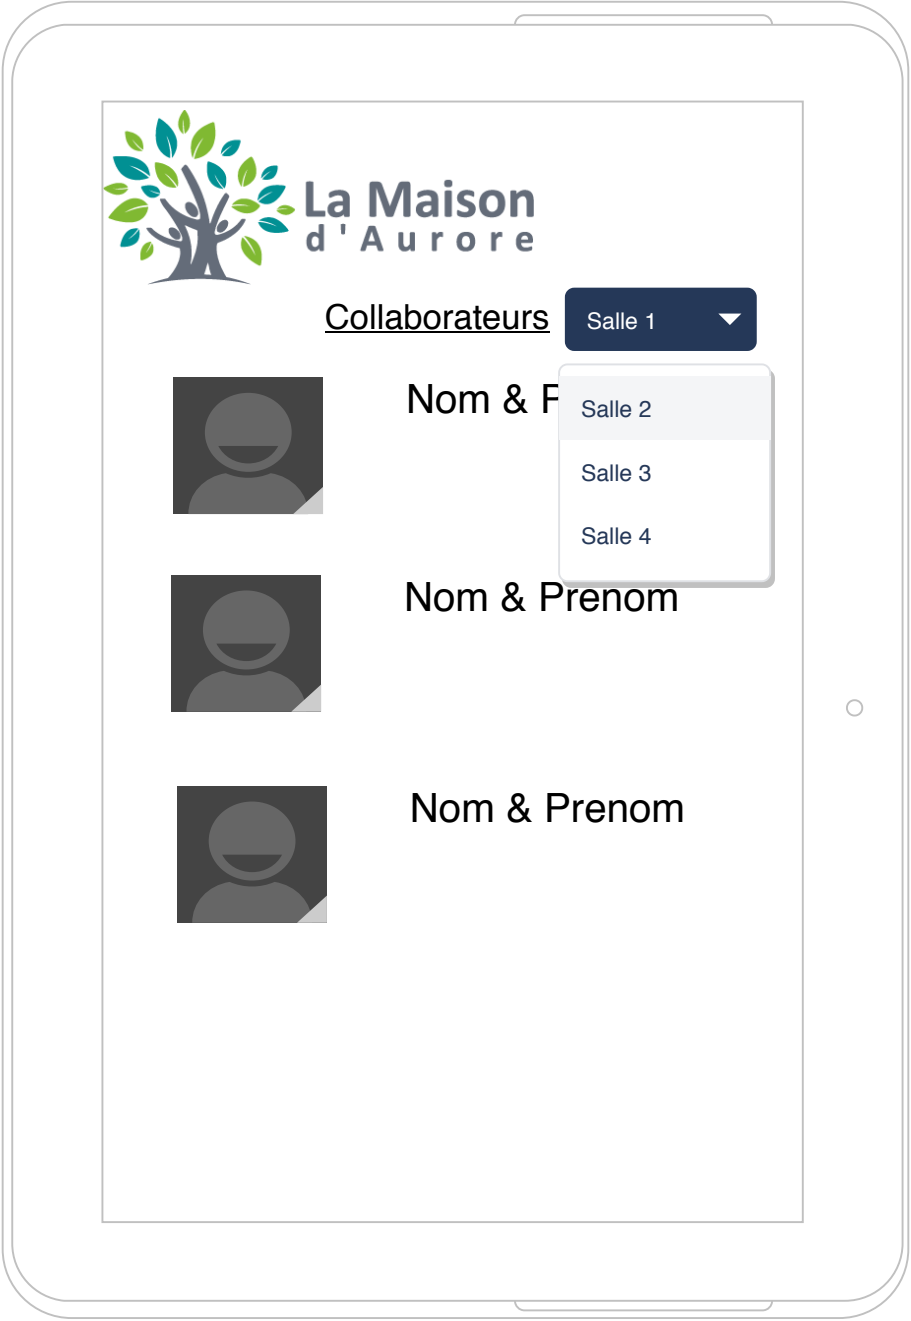 La Maison
d'Aurore
Collaborateurs
Salle 1
Nom & P
Salle 2
Salle 3
Salle 4
Nom & Prenom
Nom & Prenom